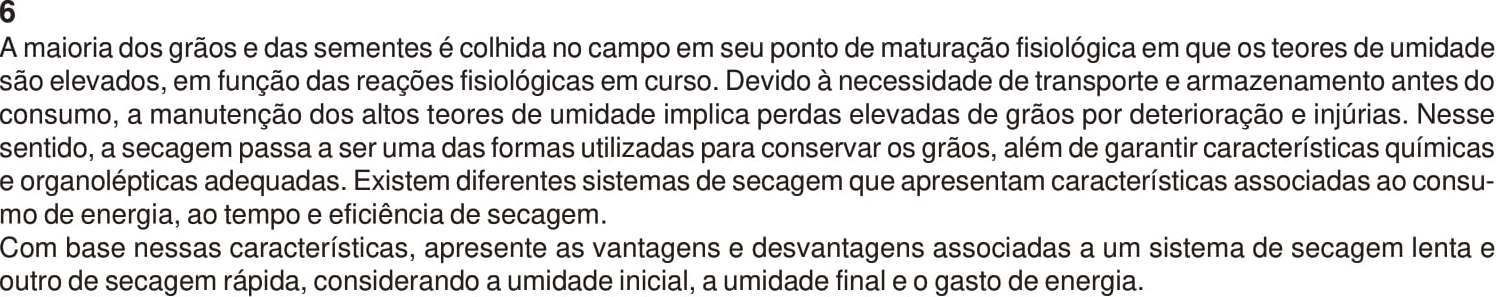 6
A maioria dos grãos e das sementes é colhida no campo em seu ponto de maturação fisiológica em que os teores de umidade
são elevados, em função das reações fisiológicas em curso. Devido à necessidade de transporte e armazenamento antes do
consumo, a manutenção dos altos teores de umidade implica perdas elevadas de grãos por deterioração e injúrias. Nesse
sentido, a secagem passa a ser uma das formas utilizadas para conservar os grãos, além de garantir características químicas
e organolépticas adequadas. Existem diferentes sistemas de secagem que apresentam características associadas ao consu-
mo de energia, ao tempo e eficiência de secagem.
Com base nessas características, apresente as vantagens e desvantagens associadas a um sistema de secagem lenta e
outro de secagem rápida, considerando a umidade inicial, a umidade final e o gasto de energia.